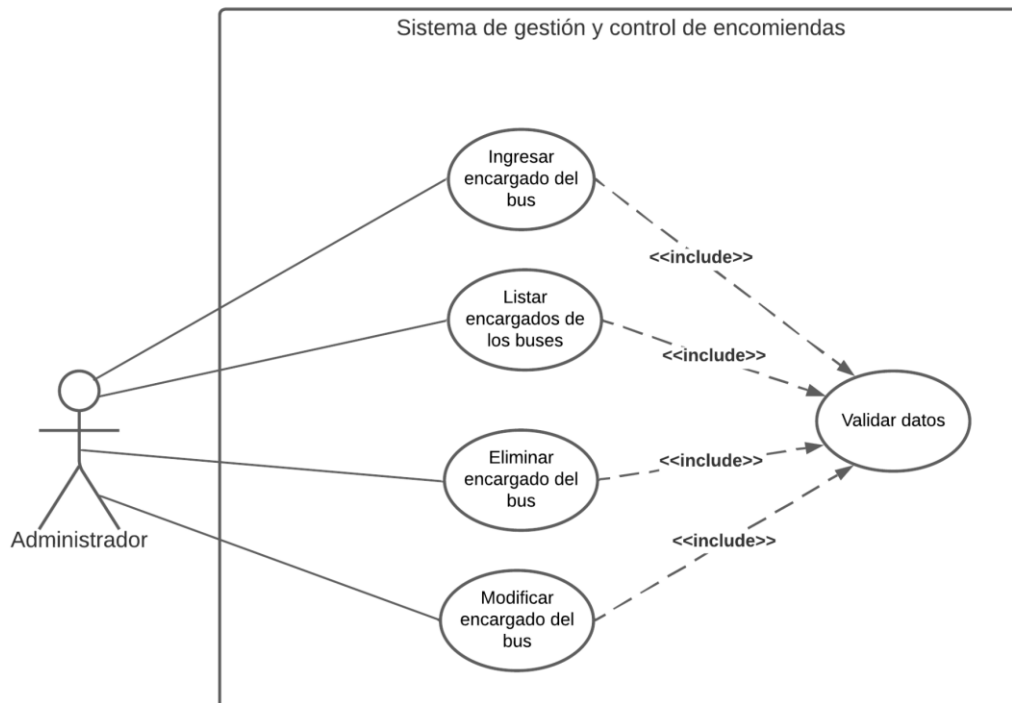 Sistema de gestión y control de encomiendas
Ingresar
encargado del
bus
<<include>>
Listar
encargados de
los buses
<<include>>
Validar datos
Eliminar
encargado del
bus
<<include>>
Administrador
<<include>>
Modificar
encargado del
bus